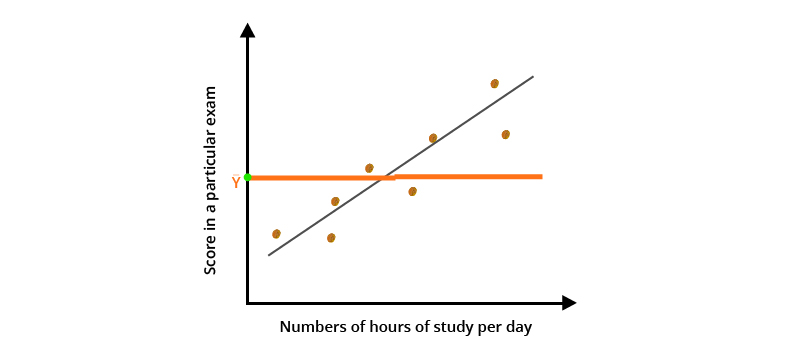 Score in a particular exam
Ȳ
Numbers of hours of study per day